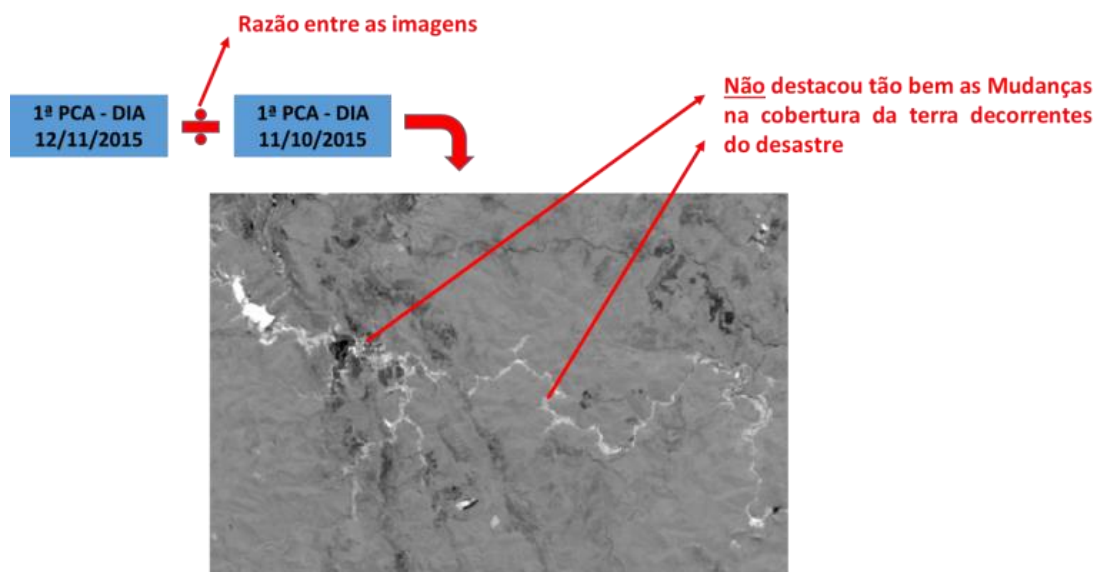 Razão entre as imagens
1ª PCA - DIA
12/11/2015
1ª PCA - DIA
11/10/2015
Não destacou tão bem as Mudanças
na cobertura da terra decorrentes
do desastre